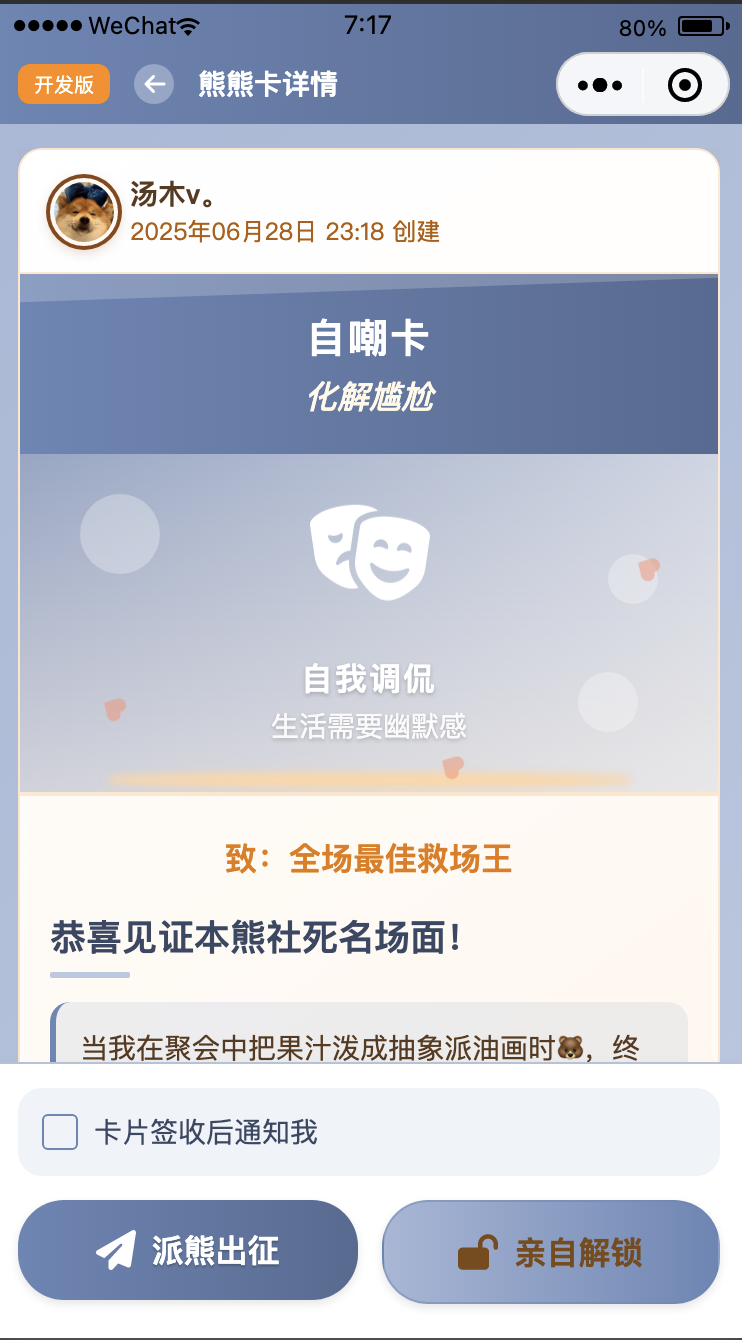 WeChat 7:17 80%
开发版 熊熊卡详情
汤木v。
2025年06月28日 23:18 创建
自嘲卡
化解尴尬
自我调侃
生活需要幽默感
致：全场最佳救场王
恭喜见证本熊社死名场面！
当我在聚会中把果汁泼成抽象派油画时🐻，终
卡片签收后通知我
派熊出征 亲自解锁